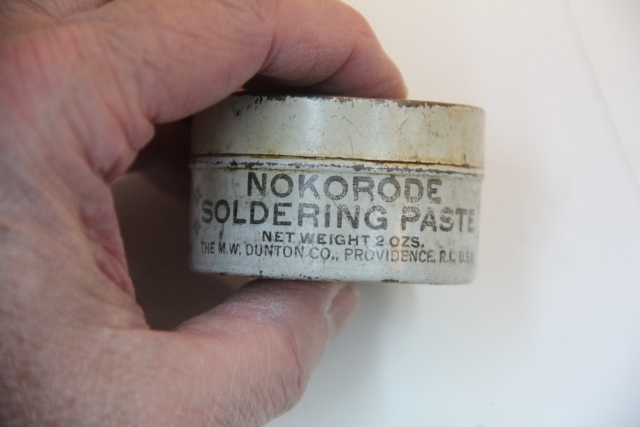 NOKORODE
SOLDERING PASTE
NET WEIGHT 2 OZS.
THE M.W. DUNTON CO., PROVIDENCE, R.I. U.S.A.